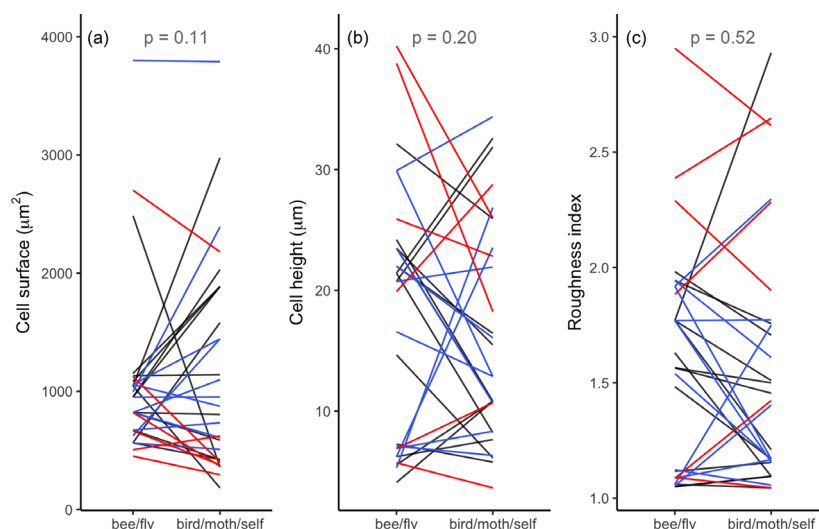 (a) p = 0.11
Cell surface (μm²)
4000
3000
2000
1000
0
bee/fly bird/moth/self
(b) p = 0.20
Cell height (μm)
40
30
20
10
bee/fly bird/moth/self
(c) p = 0.52
Roughness index
3.0
2.5
2.0
1.5
1.0
bee/fly bird/moth/self